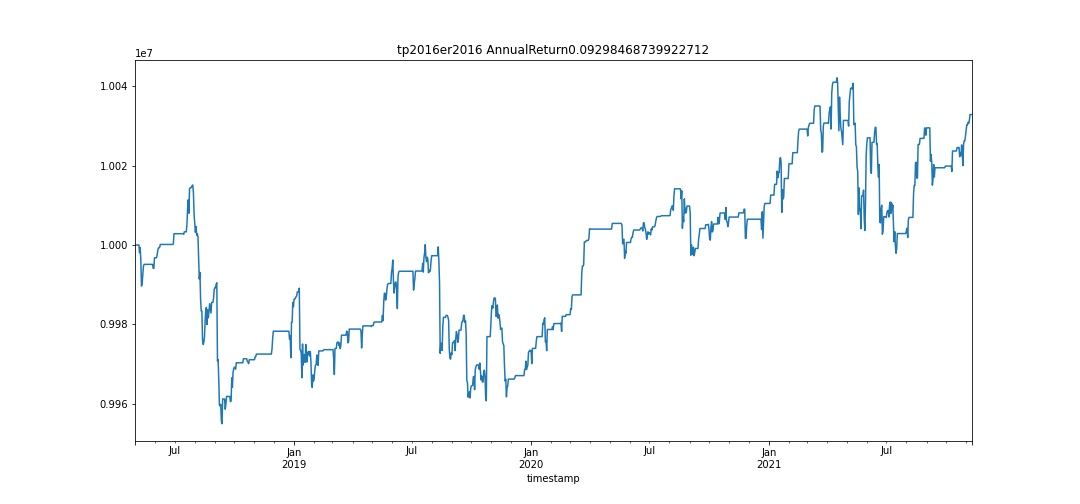 tp2016er2016 AnnualReturn0.09298468739922712
1e7
1.004
1.002
1.000
0.998
0.996
Jul
Jan
2019
Jul
Jan
2020
Jul
Jan
2021
Jul
timestamp